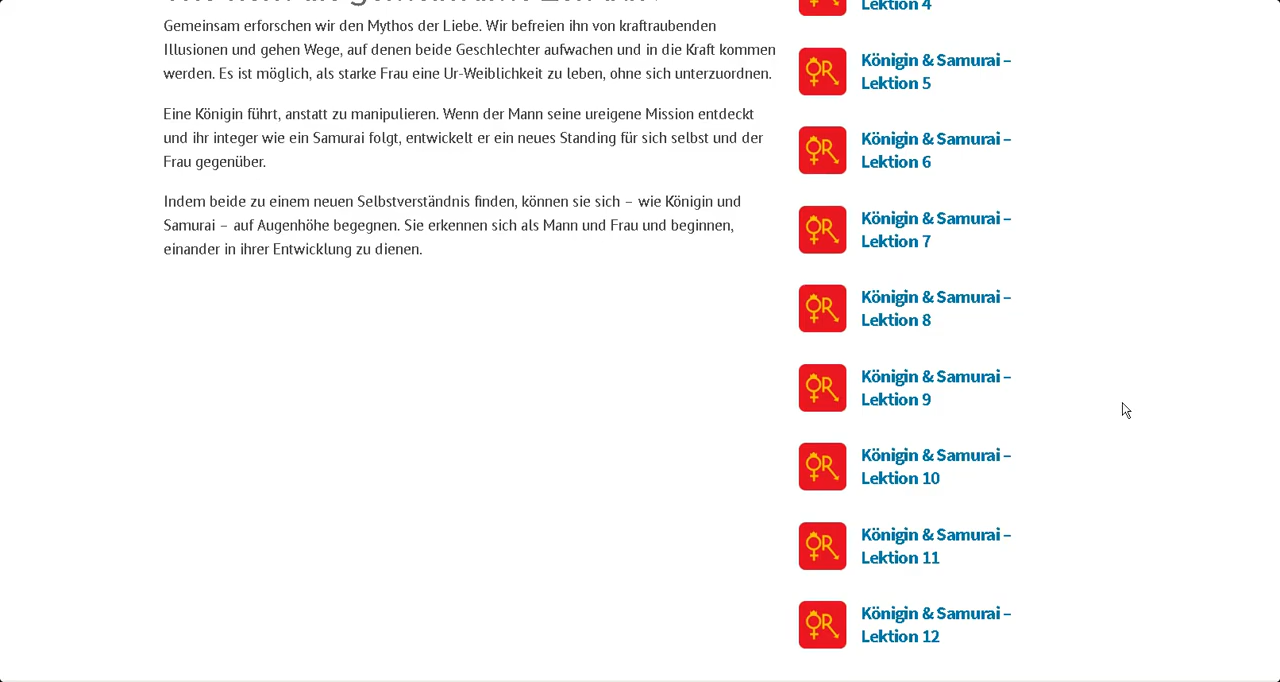 Gemeinsam erforschen wir den Mythos der Liebe. Wir befreien ihn von kraftraubenden
Illusionen und gehen Wege, auf denen beide Geschlechter aufwachen und in die Kraft kommen
werden. Es ist möglich, als starke Frau eine Ur-Weiblichkeit zu leben, ohne sich unterzuordnen.
Eine Königin führt, anstatt zu manipulieren. Wenn der Mann seine ureigene Mission entdeckt
und ihr integer wie ein Samurai folgt, entwickelt er ein neues Standing für sich selbst und der
Frau gegenüber.
Indem beide zu einem neuen Selbstverständnis finden, können sie sich – wie Königin und
Samurai – auf Augenhöhe begegnen. Sie erkennen sich als Mann und Frau und beginnen,
einander in ihrer Entwicklung zu dienen.
Lektion 4
Königin & Samurai –
Lektion 5
Königin & Samurai –
Lektion 6
Königin & Samurai –
Lektion 7
Königin & Samurai –
Lektion 8
Königin & Samurai –
Lektion 9
Königin & Samurai –
Lektion 10
Königin & Samurai –
Lektion 11
Königin & Samurai –
Lektion 12